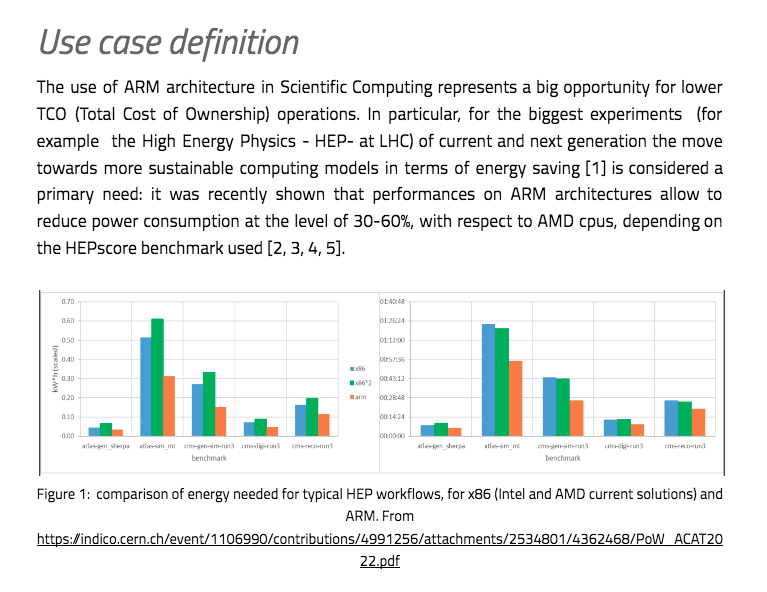 Use case definition
The use of ARM architecture in Scientific Computing represents a big opportunity for lower
TCO (Total Cost of Ownership) operations. In particular, for the biggest experiments (for
example the High Energy Physics - HEP- at LHC) of current and next generation the move
towards more sustainable computing models in terms of energy saving [1] is considered a
primary need: it was recently shown that performances on ARM architectures allow to
reduce power consumption at the level of 30-60%, with respect to AMD cpus, depending on
the HEPscore benchmark used [2, 3, 4, 5].
0.70
0.60
0.50
0.40
0.30
0.20
0.10
0.00
kW*h (scaled)
atlas-gen_sherpa atlas-sim_mt cms-gen-sim-run3 cms-digi-run3 cms-reco-run3
benchmark
x86
x86*2
arm
01:40:48
01:26:24
01:12:00
00:57:36
00:43:12
00:28:48
00:14:24
00:00:00
atlas-gen_sherpa atlas-sim_mt cms-gen-sim-run3 cms-digi-run3 cms-reco-run3
benchmark
Figure 1: comparison of energy needed for typical HEP workflows, for x86 (Intel and AMD current solutions) and
ARM. From
https://indico.cern.ch/event/1106990/contributions/4991256/attachments/2534801/4362468/PoW_ACAT20
22.pdf